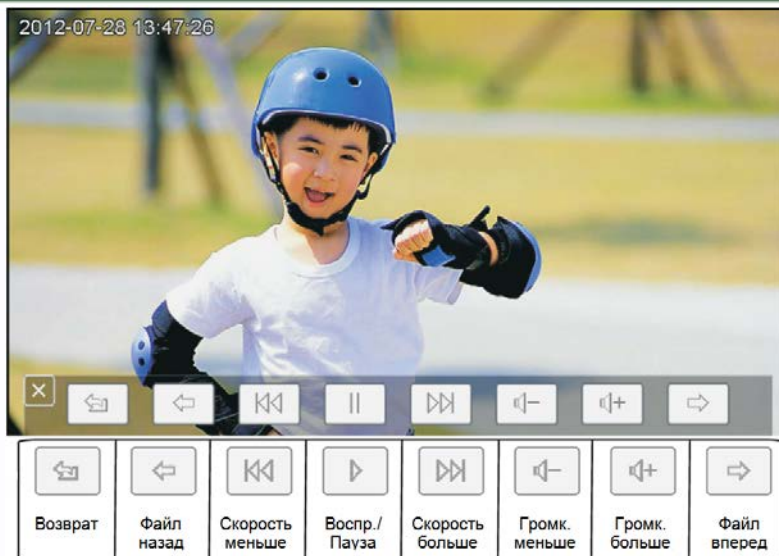 2012-07-28 13:47:26
Возврат
Файл
назад
Скорость
меньше
Воспр./
Пауза
Скорость
больше
Громк.
меньше
Громк.
больше
Файл
вперед